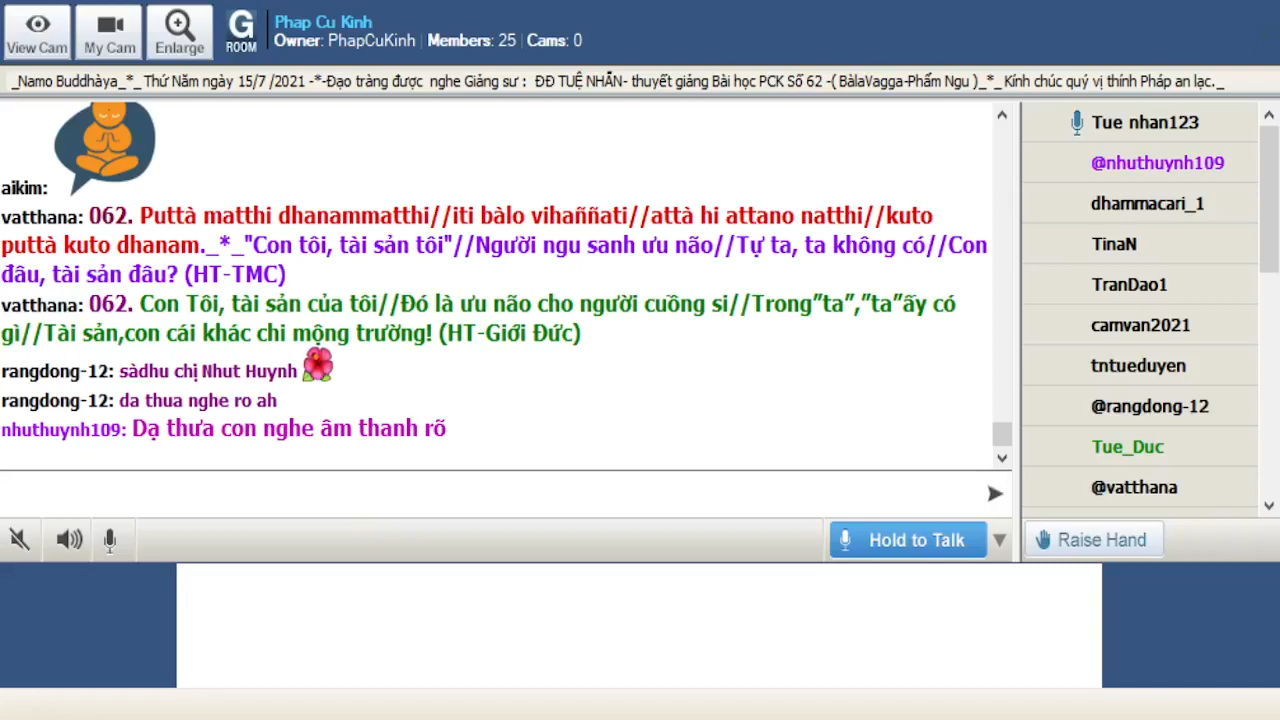 View Cam
My Cam
Enlarge
G
ROOM
Phap Cu Kinh
Owner: PhapCuKinh | Members: 25 | Cams: 0
_Namo Buddhàya_*_ Thứ Năm ngày 15/7 /2021 -*-Đạo tràng được nghe Giảng sư : ĐĐ TUỆ NHẪN- thuyết giảng Bài học PCK Số 62 -( BàlaVagga-Phẩm Ngu )_*_ Kính chúc quý vị thính Pháp an lạc._
aikim:
vatthana: 062. Puttà matthi dhanammatthi//iti bàlo vihaññati//attà hi attano natthi//kuto
puttà kuto dhanam._*_"Con tôi, tài sản tôi"//Người ngu sanh ưu não//Tự ta, ta không có//Con
đâu, tài sản đâu? (HT-TMC)
vatthana: 062. Con Tôi, tài sản của tôi//Đó là ưu não cho người cuồng si//Trong”ta”,”ta”ấy có
gì//Tài sản,con cái khác chi mộng trường! (HT-Giới Đức)
rangdong-12: sàdhu chị Nhut Huynh
rangdong-12: da thua nghe ro ah
nhuthuynh109: Dạ thưa con nghe âm thanh rõ
Hold to Talk
Tue nhan123
@nhuthuynh109
dhammacari_1
TinaN
TranDao1
camvan2021
tntueduyen
@rangdong-12
Tue_Duc
@vatthana
Raise Hand